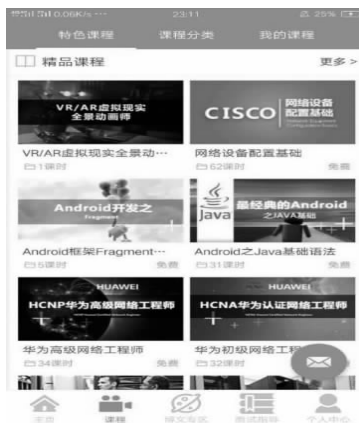 0.06K/s ··· 23:11 25%
特色课程 课程分类 我的课程
精品课程 更多 >
VR/AR虚拟现实
全景动画师
CISCO 网络设备
配置基础
VR/AR虚拟现实全景动··· 网络设备配置基础
1课时 62课时 免费
Android开发之
Fragment
Java
最经典的Android
之JAVA基础
Android框架Fragment··· Android之Java基础语法
5课时 免费 31课时 免费
HUAWEI
HCNP华为高级网络工程师
HUAWEI
HCNA华为认证网络工程师
华为高级网络工程师 华为初级网络工程
34课时 免费 32课时
主页 课程 个人中心